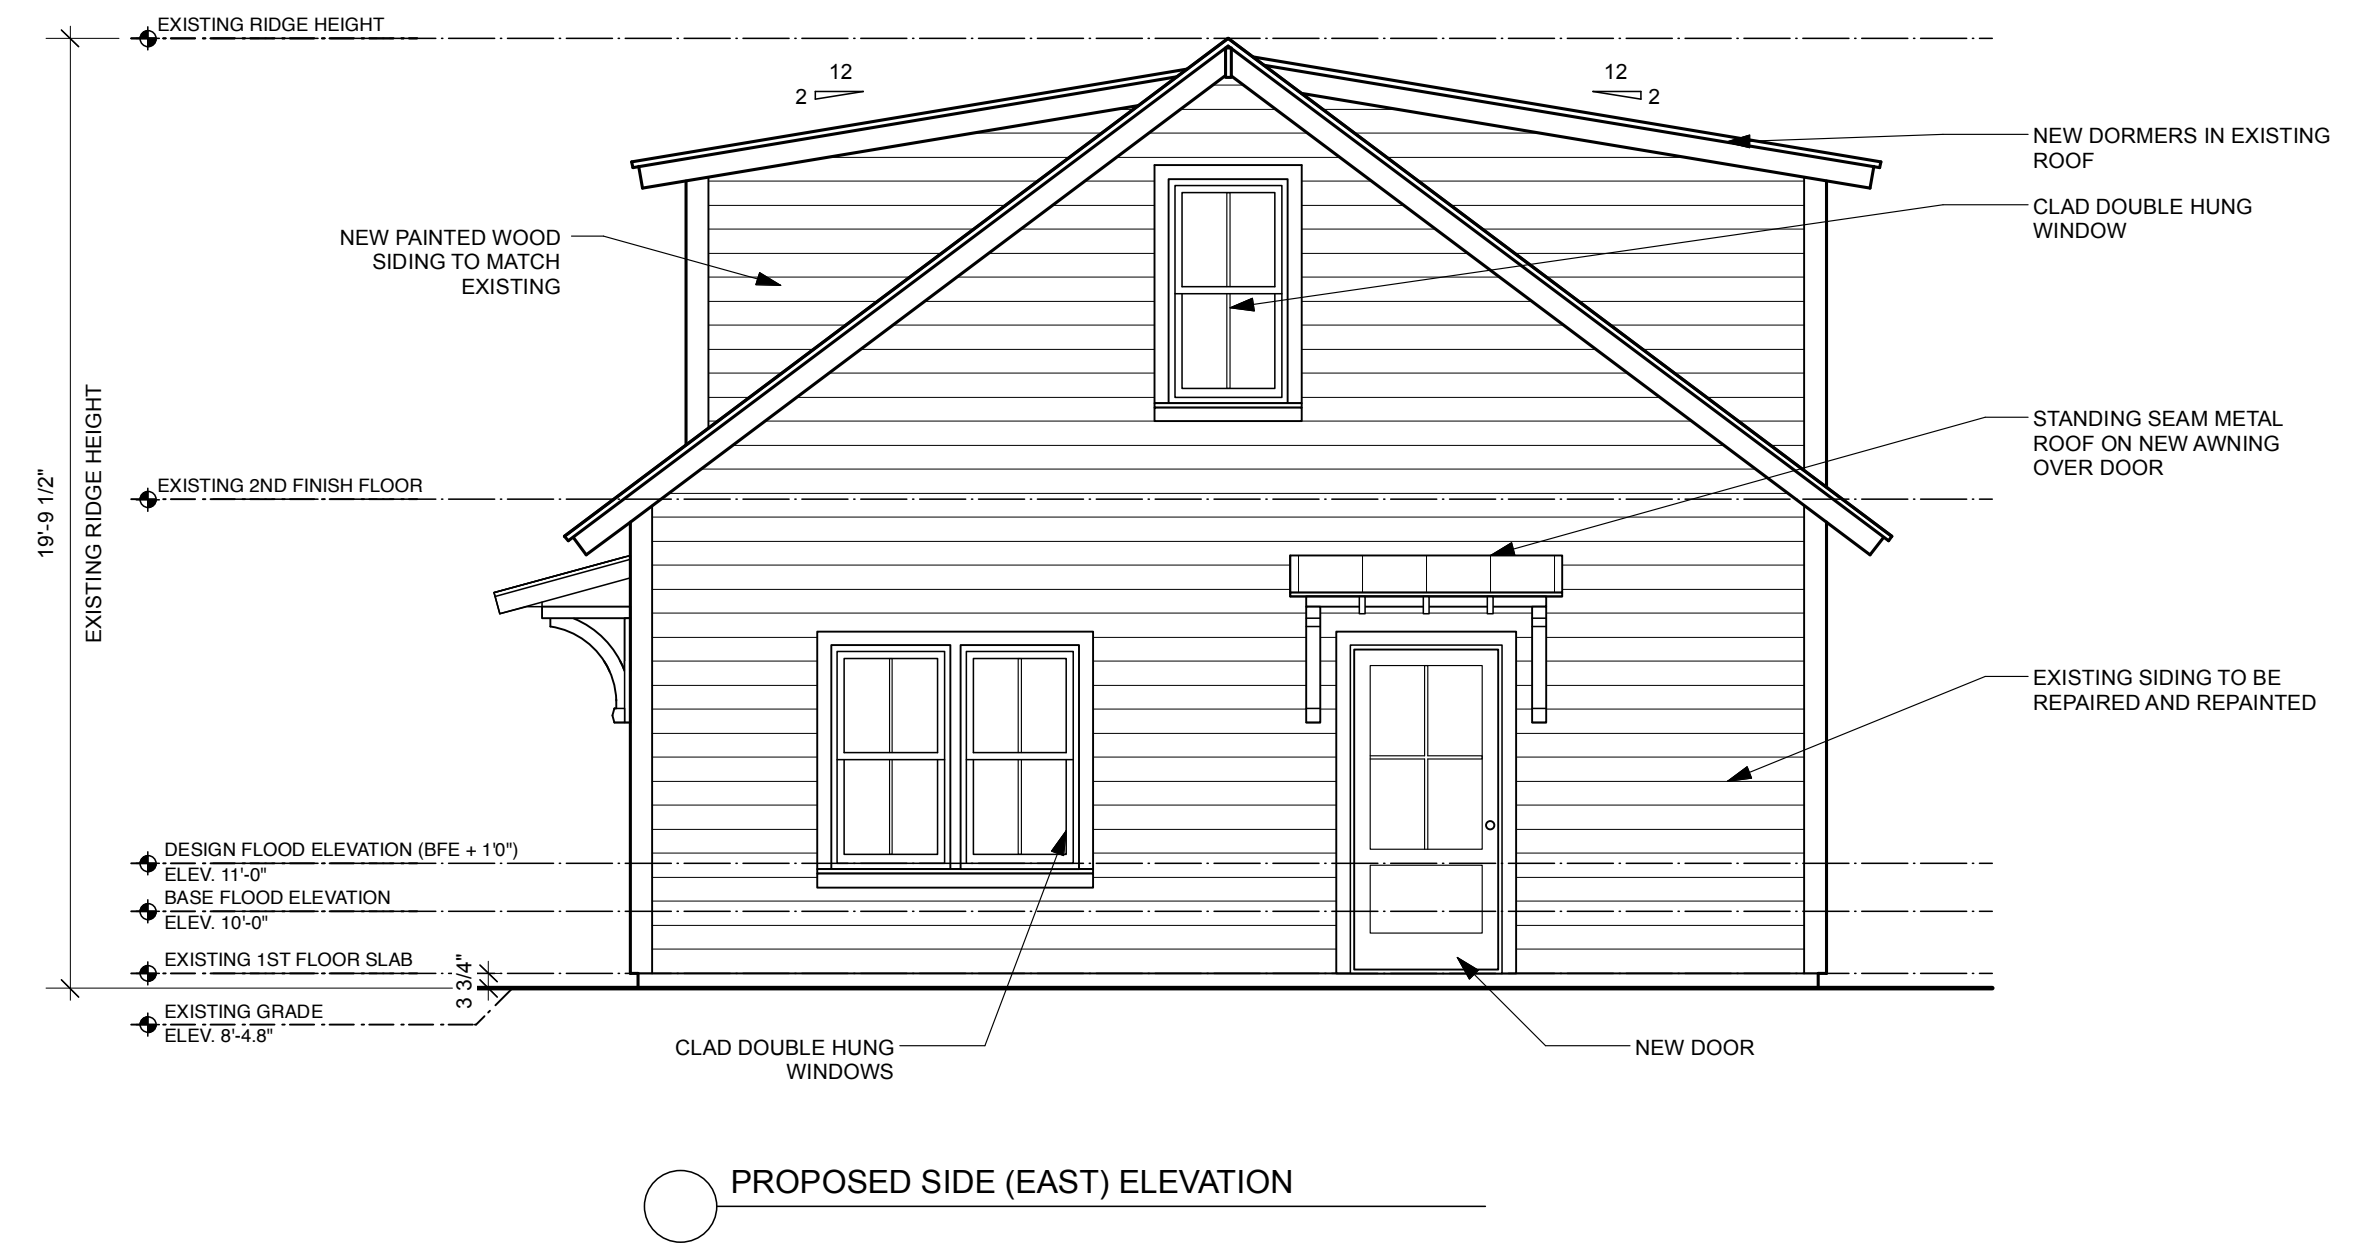 EXISTING RIDGE HEIGHT
12
2
12
2
NEW DORMERS IN EXISTING
ROOF
CLAD DOUBLE HUNG
WINDOW
NEW PAINTED WOOD
SIDING TO MATCH
EXISTING
STANDING SEAM METAL
ROOF ON NEW AWNING
OVER DOOR
19'-9 1/2"
EXISTING RIDGE HEIGHT
EXISTING 2ND FINISH FLOOR
EXISTING SIDING TO BE
REPAIRED AND REPAINTED
DESIGN FLOOD ELEVATION (BFE + 1'0")
ELEV. 11'-0"
BASE FLOOD ELEVATION
ELEV. 10'-0"
EXISTING 1ST FLOOR SLAB
3 3/4"
EXISTING GRADE
ELEV. 8'-4.8"
CLAD DOUBLE HUNG
WINDOWS
NEW DOOR
PROPOSED SIDE (EAST) ELEVATION